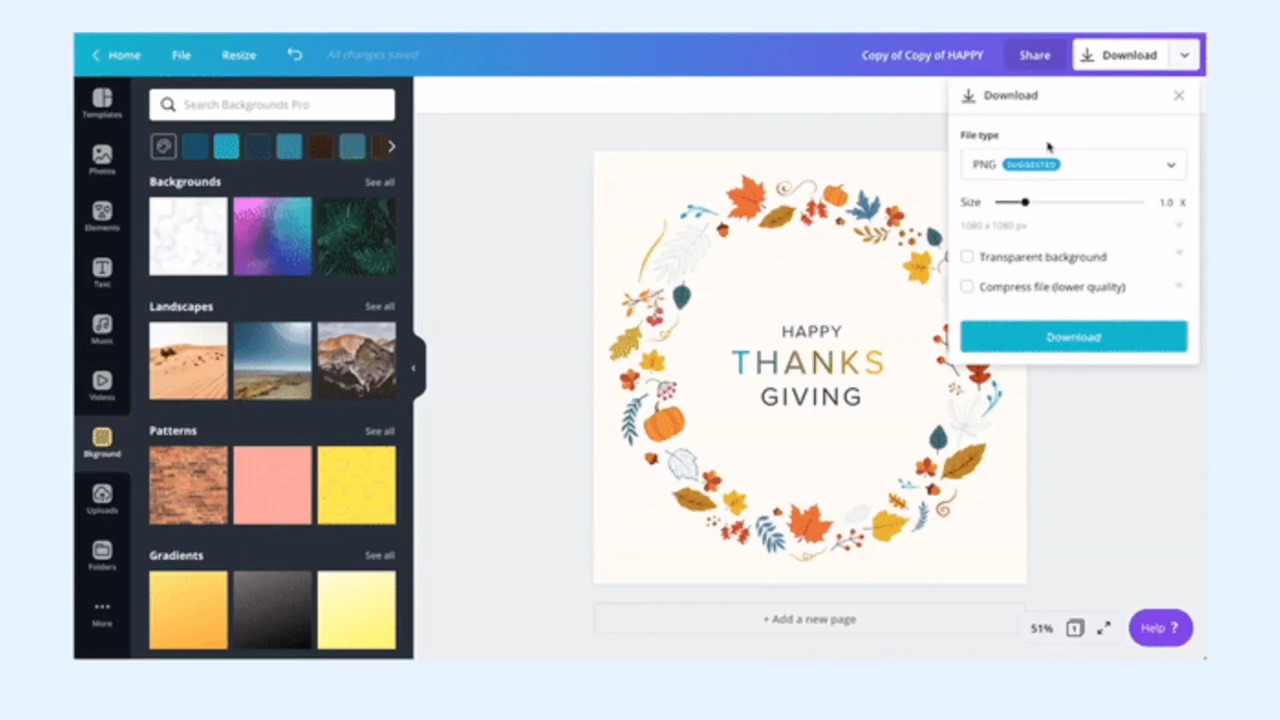 Home File Resize All changes saved Copy of Copy of HAPPY Share Download
Templates
Photos
Elements
Text
Music
Videos
Bkground
Uploads
Folders
More
Search Backgrounds Pro
Backgrounds See all
Landscapes See all
Patterns See all
Gradients See all
HAPPY
THANKS
GIVING
+ Add a new page
Download
File type
PNG SUGGESTED
Size 1.0 X
1080 x 1080 px
Transparent background
Compress file (lower quality)
Download
51% 1 Help ?